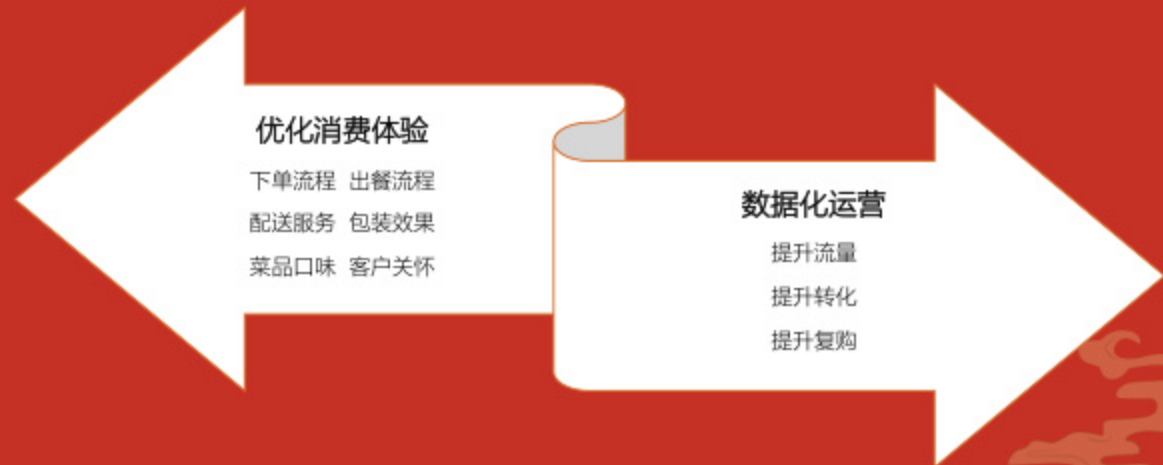 优化消费体验
下单流程 出餐流程
配送服务 包装效果
菜品口味 客户关怀
数据化运营
提升流量
提升转化
提升复购